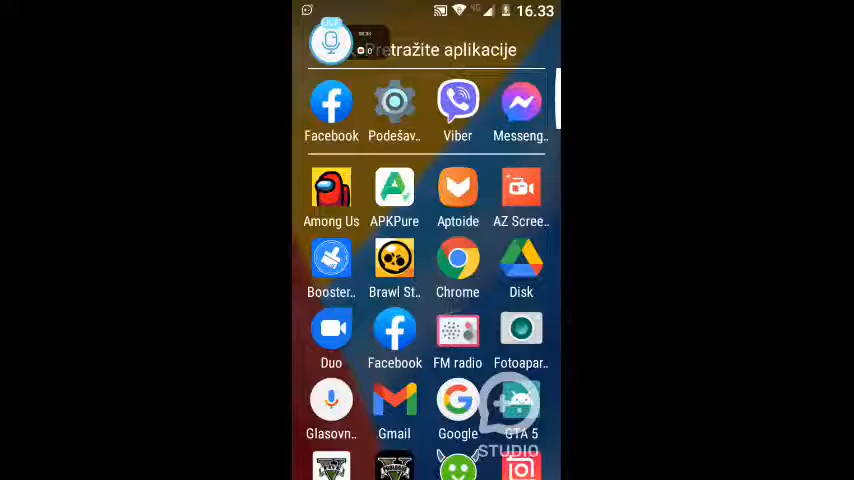 16.33
Pretražite aplikacije
Facebook Podešav.. Viber Messeng..
Among Us APKPure Aptoide AZ Scree..
Booster.. Brawl St.. Chrome Disk
Duo Facebook FM radio Fotoapar..
Glasovn.. Gmail Google GTA 5
STUDIO